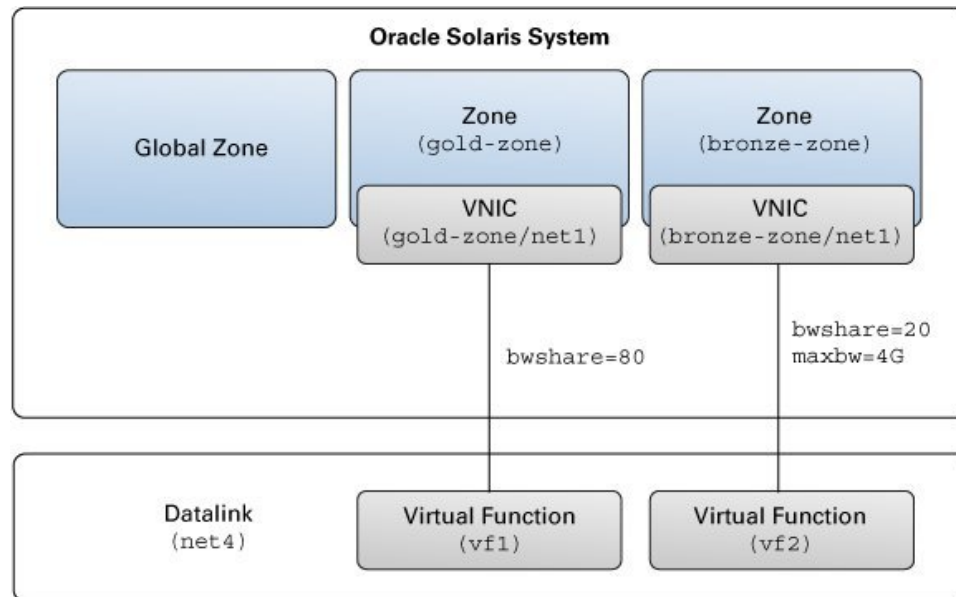 Oracle Solaris System
Global Zone
Zone
(gold-zone)
VNIC
(gold-zone/net1)
Zone
(bronze-zone)
VNIC
(bronze-zone/net1)
bwshare=80
bwshare=20
maxbw=4G
Datalink
(net4)
Virtual Function
(vf1)
Virtual Function
(vf2)